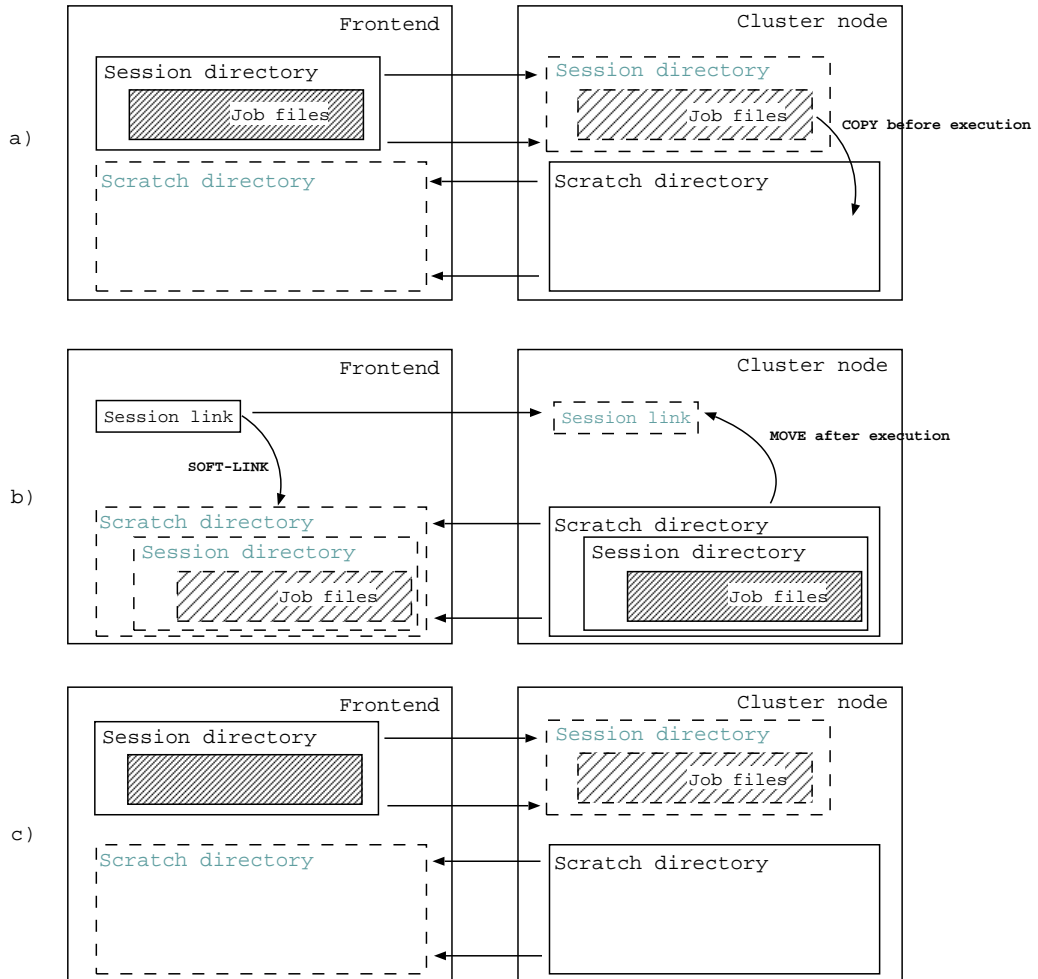 Frontend
Cluster node
Session directory
Session directory
Job files
Job files
COPY before execution
a)
Scratch directory
Scratch directory
Frontend
Cluster node
Session link
Session link
MOVE after execution
SOFT-LINK
b)
Scratch directory
Scratch directory
Session directory
Session directory
Job files
Job files
Frontend
Cluster node
Session directory
Session directory
Job files
c)
Scratch directory
Scratch directory